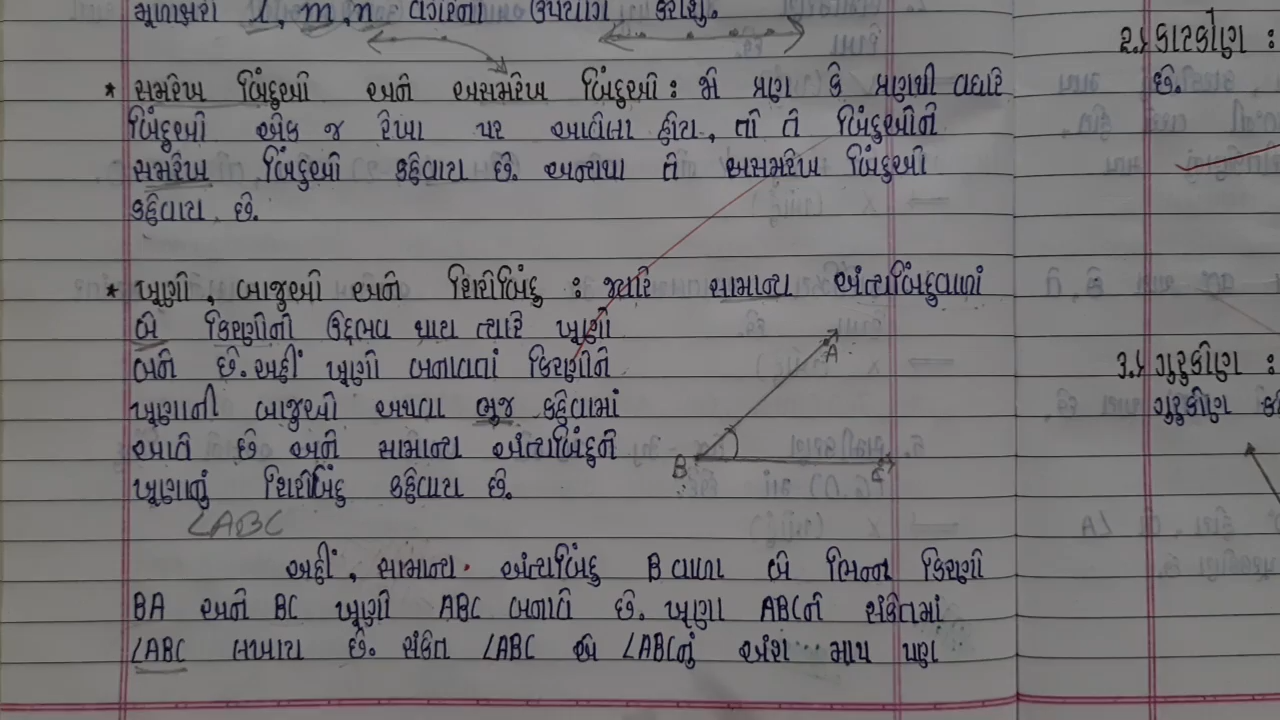 મૂળાક્ષરો l, m, n વગેરેનો ઉપયોગ કરીશું.
* સમરેખ બિંદુઓ અને અસમરેખ બિંદુઓ : જો ત્રણ કે ત્રણથી વધારે
બિંદુઓ એક જ રેખા પર આવેલા હોય, તો તે બિંદુઓને
સમરેખ બિંદુઓ કહેવાય છે. અન્યથા તે અસમરેખ બિંદુઓ
કહેવાય છે.
* ખૂણો, બાજુઓ અને શિરોબિંદુ : જ્યારે સામાન્ય અંત્યબિંદુવાળાં
બે કિરણોનો ઉદ્ભવ થાય ત્યારે ખૂણો
બને છે. અહીં ખૂણો બનાવતાં કિરણોને
ખૂણાની બાજુઓ અથવા ભુજ કહેવામાં
આવે છે અને સામાન્ય અંત્યબિંદુને
ખૂણાનું શિરોબિંદુ કહેવાય છે.
A
B
C
∠ABC
અહીં, સામાન્ય અંત્યબિંદુ B વાળા બે ભિન્ન કિરણો
BA અને BC ખૂણો ABC બનાવે છે. ખૂણા ABCને સંકેતમાં
∠ABC લખાય છે. સંકેત ∠ABC એ ∠ABCનું અંશ માપ પણ
2.} કાટકોણ :
છે.
3.} ગુરુકોણ :
ગુરુકોણ ક